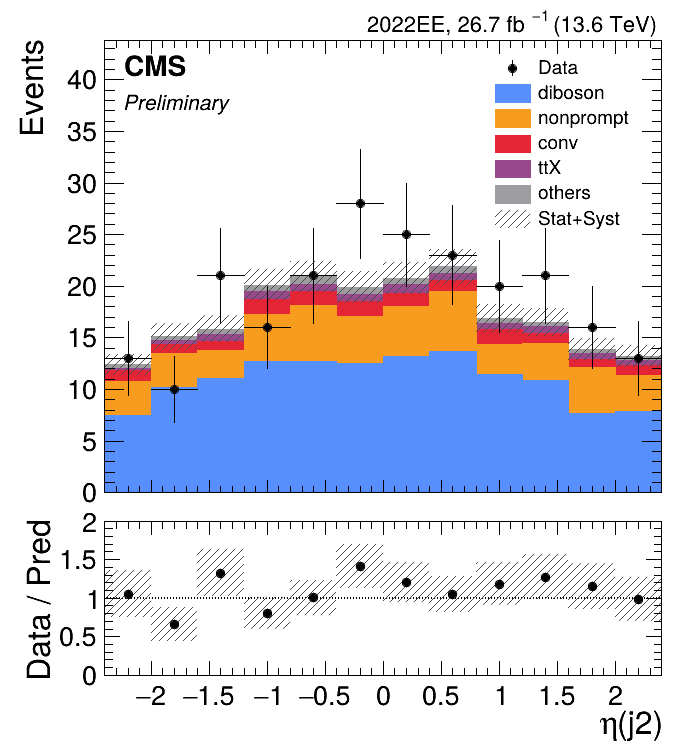 2022EE, 26.7 fb⁻¹ (13.6 TeV)
CMS
Preliminary
Events
40
35
30
25
20
15
10
5
0
Data
diboson
nonprompt
conv
ttX
others
Stat+Syst
Data / Pred
2
1.5
1
0.5
0
−2 −1.5 −1 −0.5 0 0.5 1 1.5 2
η(j2)